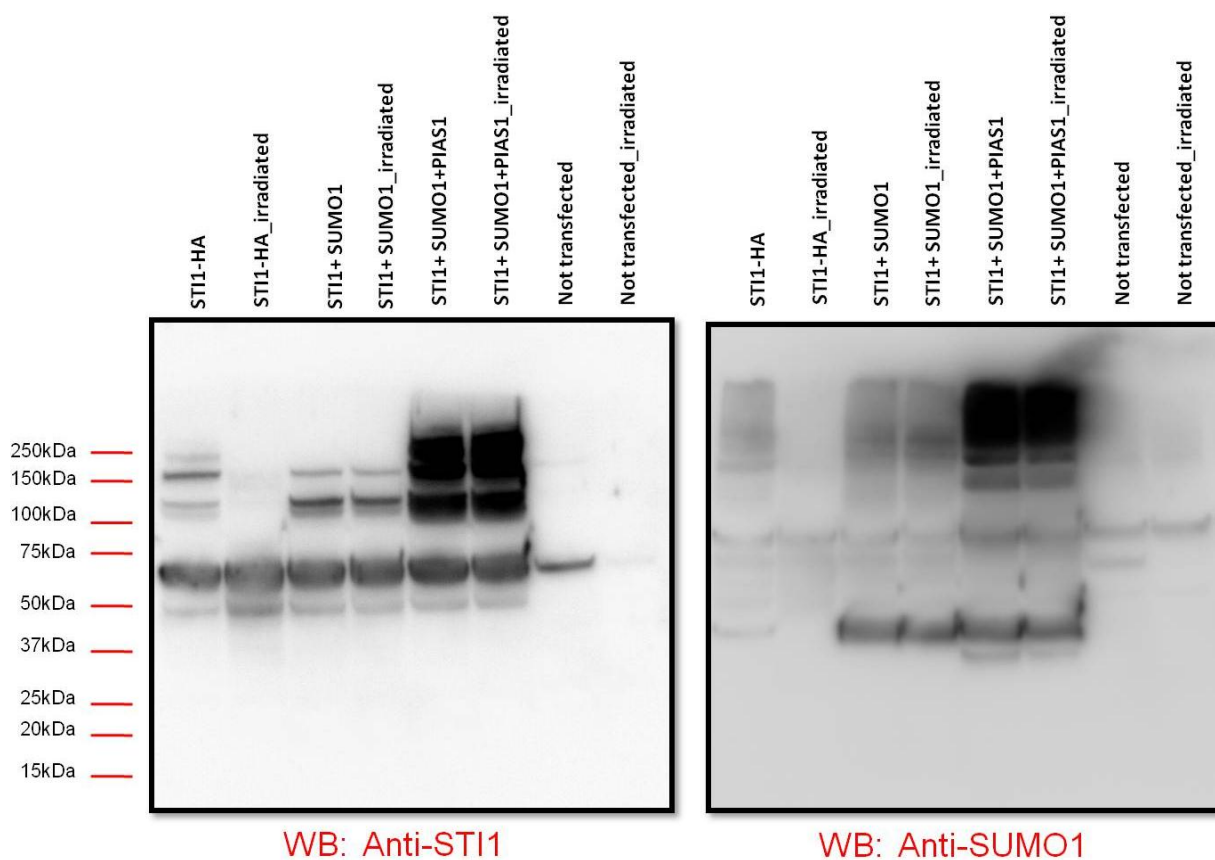 STI1-HA
STI1-HA_irradiated
STI1+ SUMO1
STI1+ SUMO1_irradiated
STI1+ SUMO1+PIAS1
STI1+ SUMO1+PIAS1_irradiated
Not transfected
Not transfected_irradiated
STI1-HA
STI1-HA_irradiated
STI1+ SUMO1
STI1+ SUMO1_irradiated
STI1+ SUMO1+PIAS1
STI1+ SUMO1+PIAS1_irradiated
Not transfected
Not transfected_irradiated
250kDa
150kDa
100kDa
75kDa
50kDa
37kDa
25kDa
20kDa
15kDa
WB: Anti-STI1
WB: Anti-SUMO1